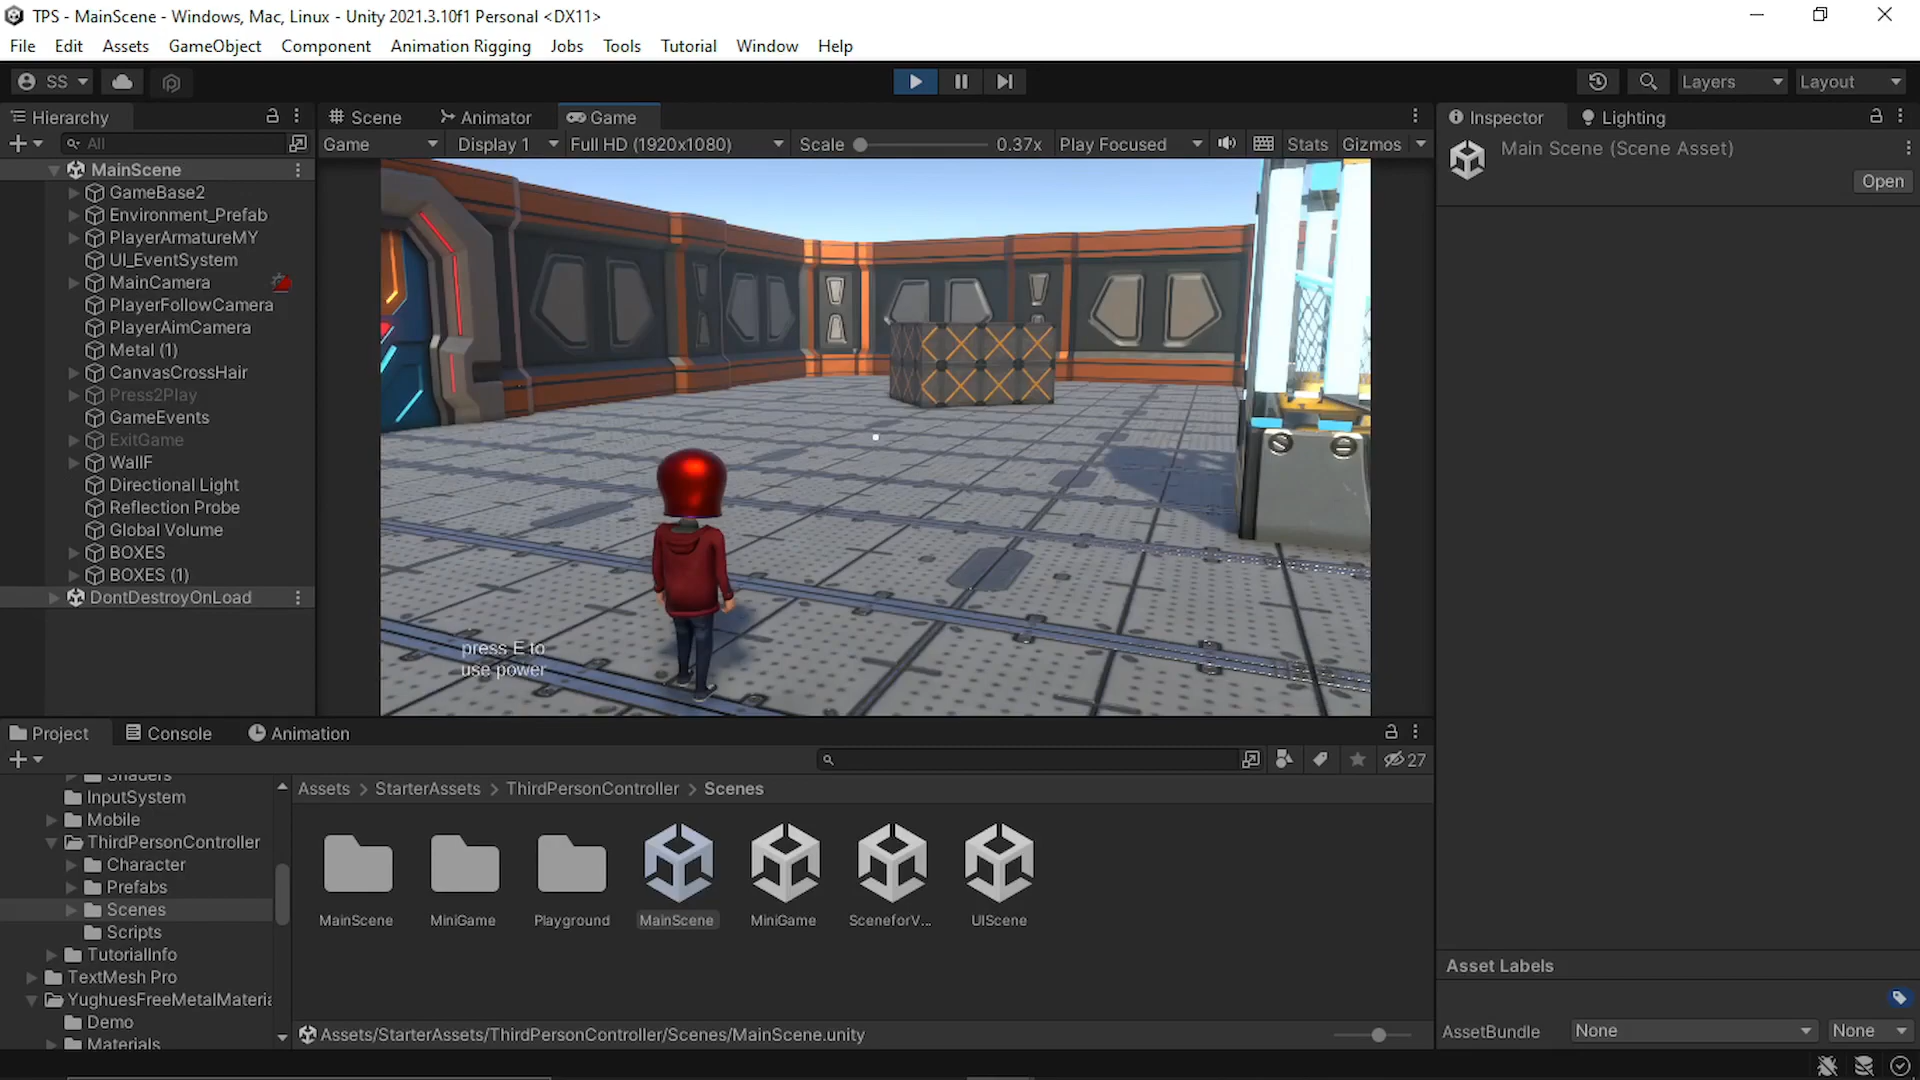 TPS - MainScene - Windows, Mac, Linux - Unity 2021.3.10f1 Personal <DX11>
File Edit Assets GameObject Component Animation Rigging Jobs Tools Tutorial Window Help
SS
Layers
Layout
Hierarchy
All
MainScene
GameBase2
Environment_Prefab
PlayerArmatureMY
UI_EventSystem
MainCamera
PlayerFollowCamera
PlayerAimCamera
Metal (1)
CanvasCrossHair
Press2Play
GameEvents
ExitGame
WallF
Directional Light
Reflection Probe
Global Volume
BOXES
BOXES (1)
DontDestroyOnLoad
Scene Animator Game
Game Display 1 Full HD (1920x1080) Scale 0.37x Play Focused Stats Gizmos
press E to
use power
Inspector Lighting
Main Scene (Scene Asset)
Open
Project Console Animation
27
Shaders
InputSystem
Mobile
ThirdPersonController
Character
Prefabs
Scenes
Scripts
TutorialInfo
TextMesh Pro
YughuesFreeMetalMateria
Demo
Materials
Assets > StarterAssets > ThirdPersonController > Scenes
MainScene MiniGame Playground MainScene MiniGame SceneforV... UIScene
Assets/StarterAssets/ThirdPersonController/Scenes/MainScene.unity
Asset Labels
AssetBundle None None